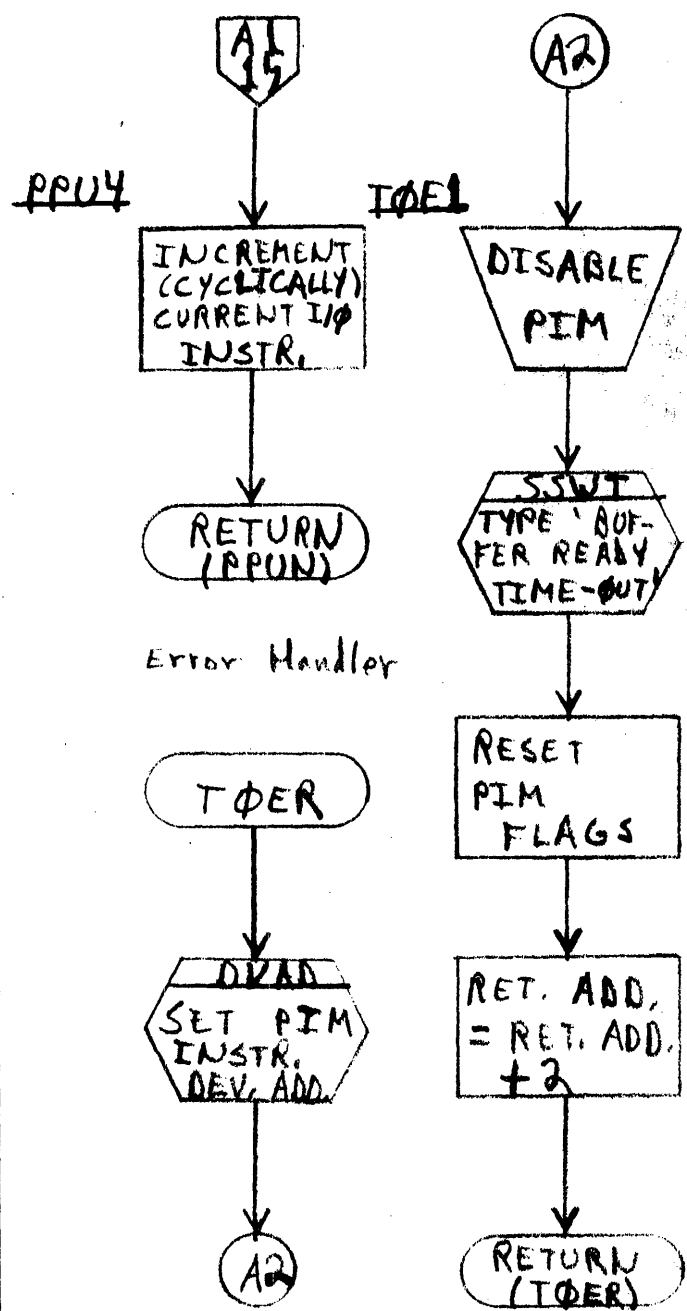 A1
15
PPU4
INCREMENT
(CYCLICALLY)
CURRENT I/Ø
INSTR.
RETURN
(PPUN)
Error Handler
TØER
DVAD
SET PIM
INSTR.
DEV. ADD.
A2
A2
TØE1
DISABLE
PIM
SSWT
TYPE 'BUF-
FER READY
TIME-ØUT'
RESET
PIM
FLAGS
RET. ADD.
= RET. ADD.
+2
RETURN
(TØER)